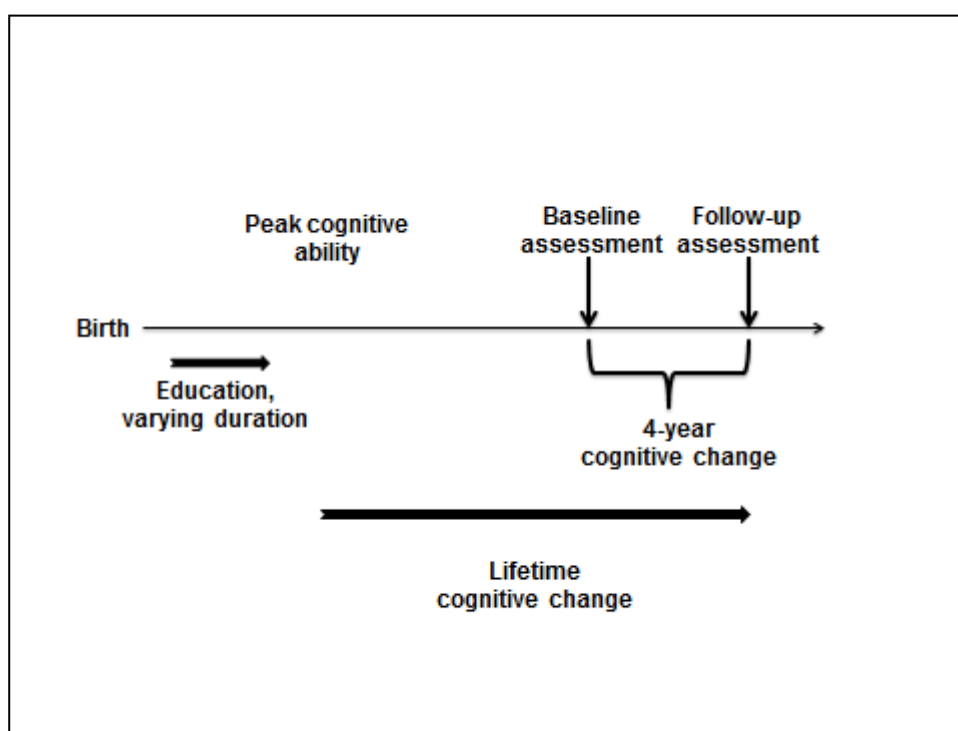 Peak cognitive
ability
Baseline
assessment
Follow-up
assessment
Birth
Education,
varying duration
4-year
cognitive change
Lifetime
cognitive change